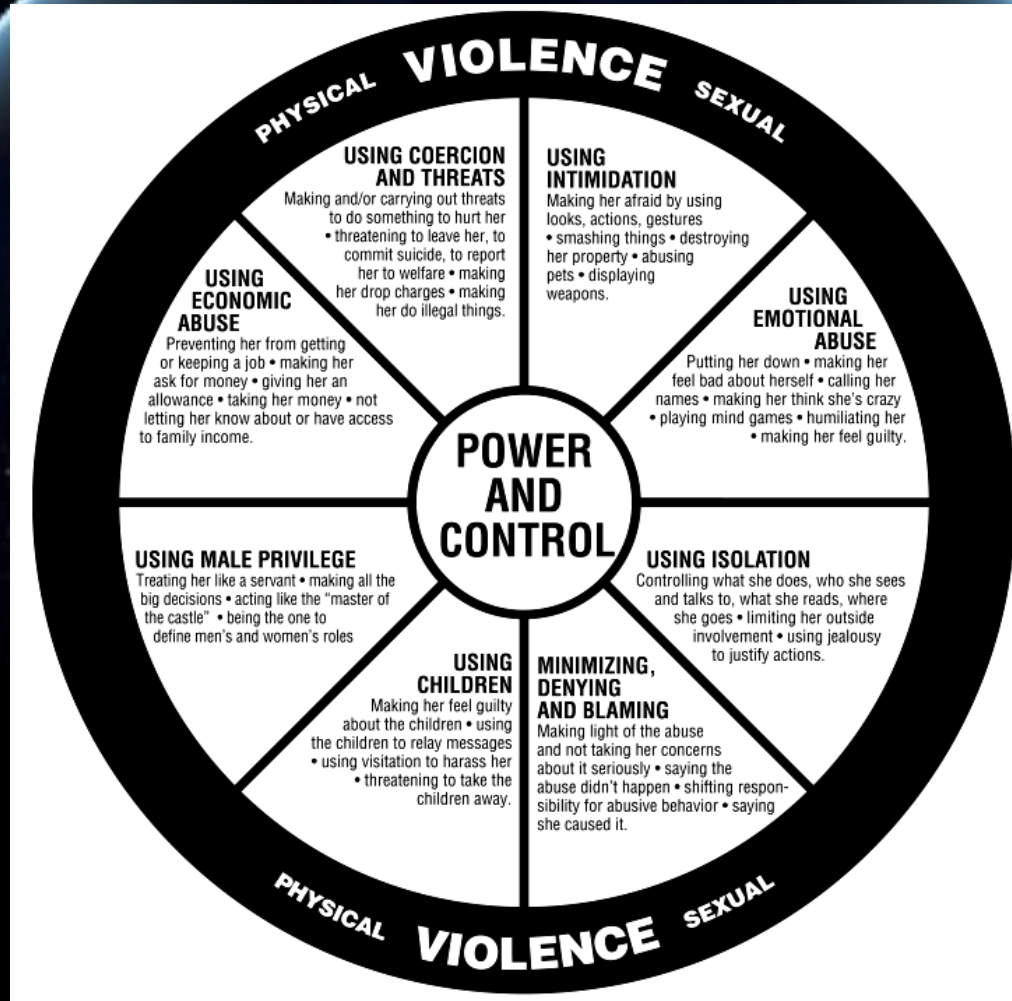 PHYSICAL VIOLENCE SEXUAL
USING COERCION
AND THREATS
Making and/or carrying out threats
to do something to hurt her
• threatening to leave her, to
commit suicide, to report
her to welfare • making
her drop charges • making
her do illegal things.
USING
INTIMIDATION
Making her afraid by using
looks, actions, gestures
• smashing things • destroying
her property • abusing
pets • displaying
weapons.
USING
ECONOMIC
ABUSE
Preventing her from getting
or keeping a job • making her
ask for money • giving her an
allowance • taking her money • not
letting her know about or have access
to family income.
USING
EMOTIONAL
ABUSE
Putting her down • making her
feel bad about herself • calling her
names • making her think she's crazy
• playing mind games • humiliating her
• making her feel guilty.
POWER
AND
CONTROL
USING MALE PRIVILEGE
Treating her like a servant • making all the
big decisions • acting like the “master of
the castle” • being the one to
define men's and women's roles
USING ISOLATION
Controlling what she does, who she sees
and talks to, what she reads, where
she goes • limiting her outside
involvement • using jealousy
to justify actions.
USING
CHILDREN
Making her feel guilty
about the children • using
the children to relay messages
• using visitation to harass her
• threatening to take the
children away.
MINIMIZING,
DENYING
AND BLAMING
Making light of the abuse
and not taking her concerns
about it seriously • saying the
abuse didn't happen • shifting respon-
sibility for abusive behavior • saying
she caused it.
PHYSICAL VIOLENCE SEXUAL